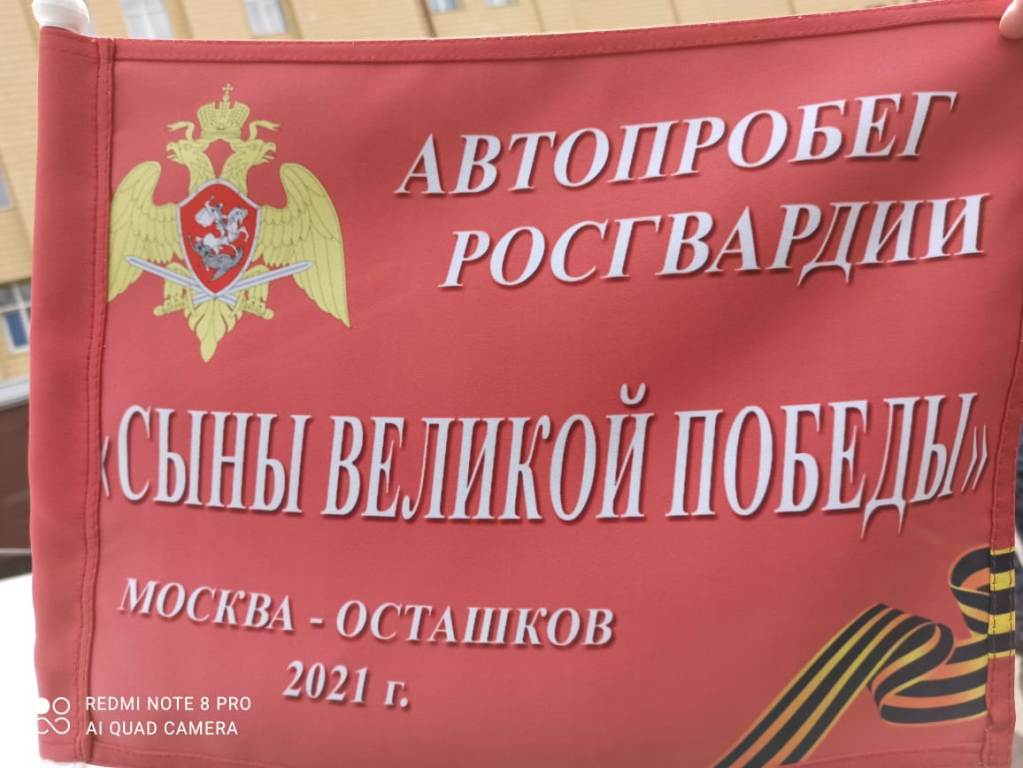 АВТОПРОБЕГ
РОСГВАРДИИ
«СЫНЫ ВЕЛИКОЙ ПОБЕДЫ»
МОСКВА - ОСТАШКОВ
2021 г.
REDMI NOTE 8 PRO
AI QUAD CAMERA